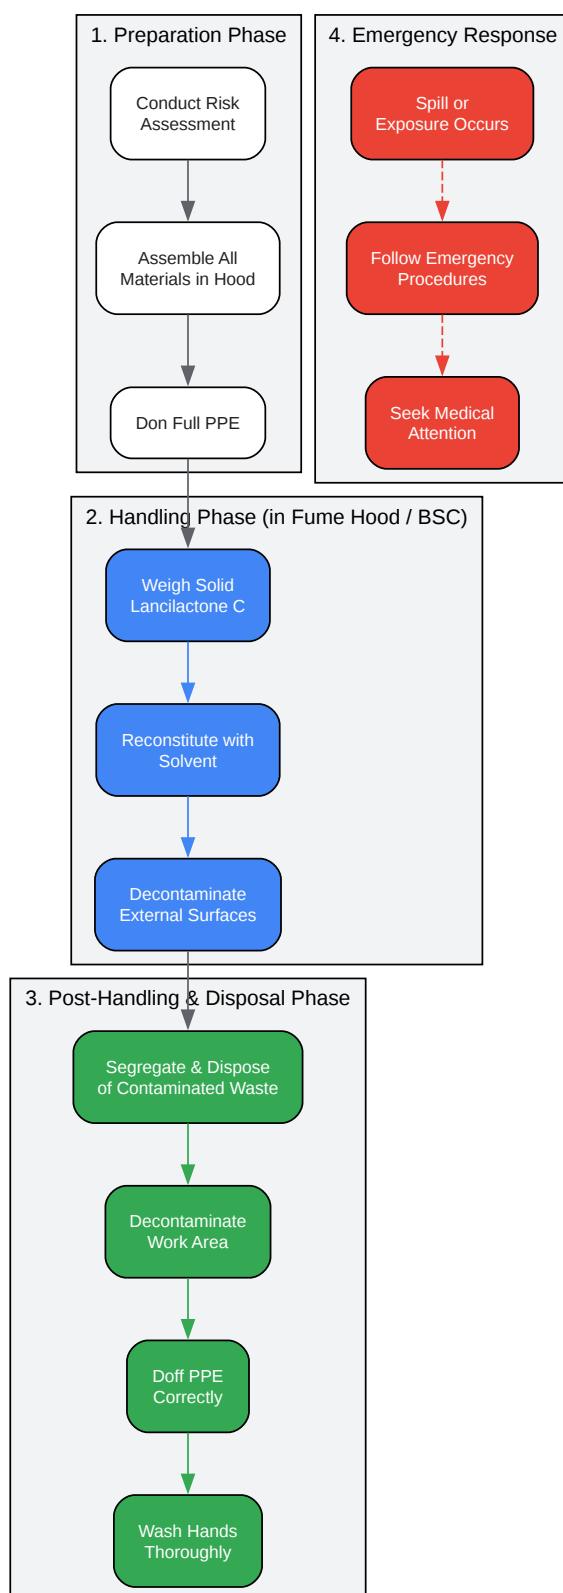 1. Preparation Phase
Conduct Risk
Assessment
Assemble All
Materials in Hood
Don Full PPE
4. Emergency Response
Spill or
Exposure Occurs
Follow Emergency
Procedures
Seek Medical
Attention
2. Handling Phase (in Fume Hood / BSC)
Weigh Solid
Lancilactone C
Reconstitute with
Solvent
Decontaminate
External Surfaces
3. Post-Handling & Disposal Phase
Segregate & Dispose
of Contaminated Waste
Decontaminate
Work Area
Doff PPE
Correctly
Wash Hands
Thoroughly